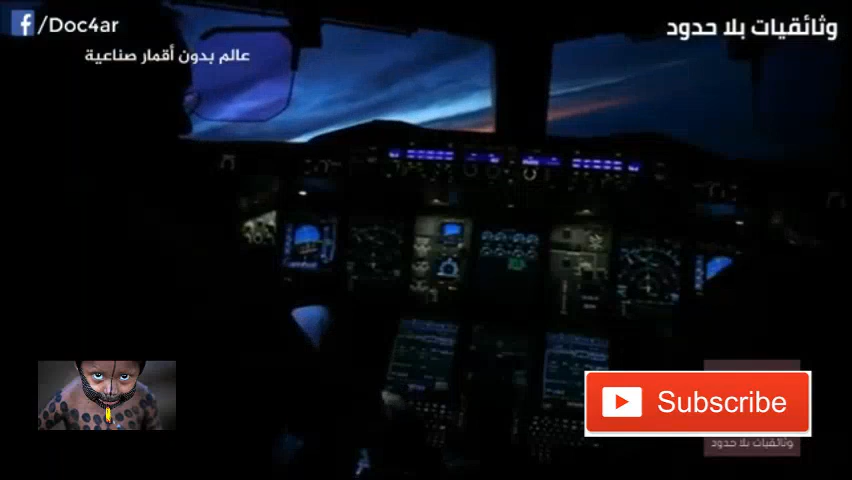 /Doc4ar
وثائقيات بلا حدود
عالم بدون أقمار صناعية
Subscribe
وثائقيات بلا حدود